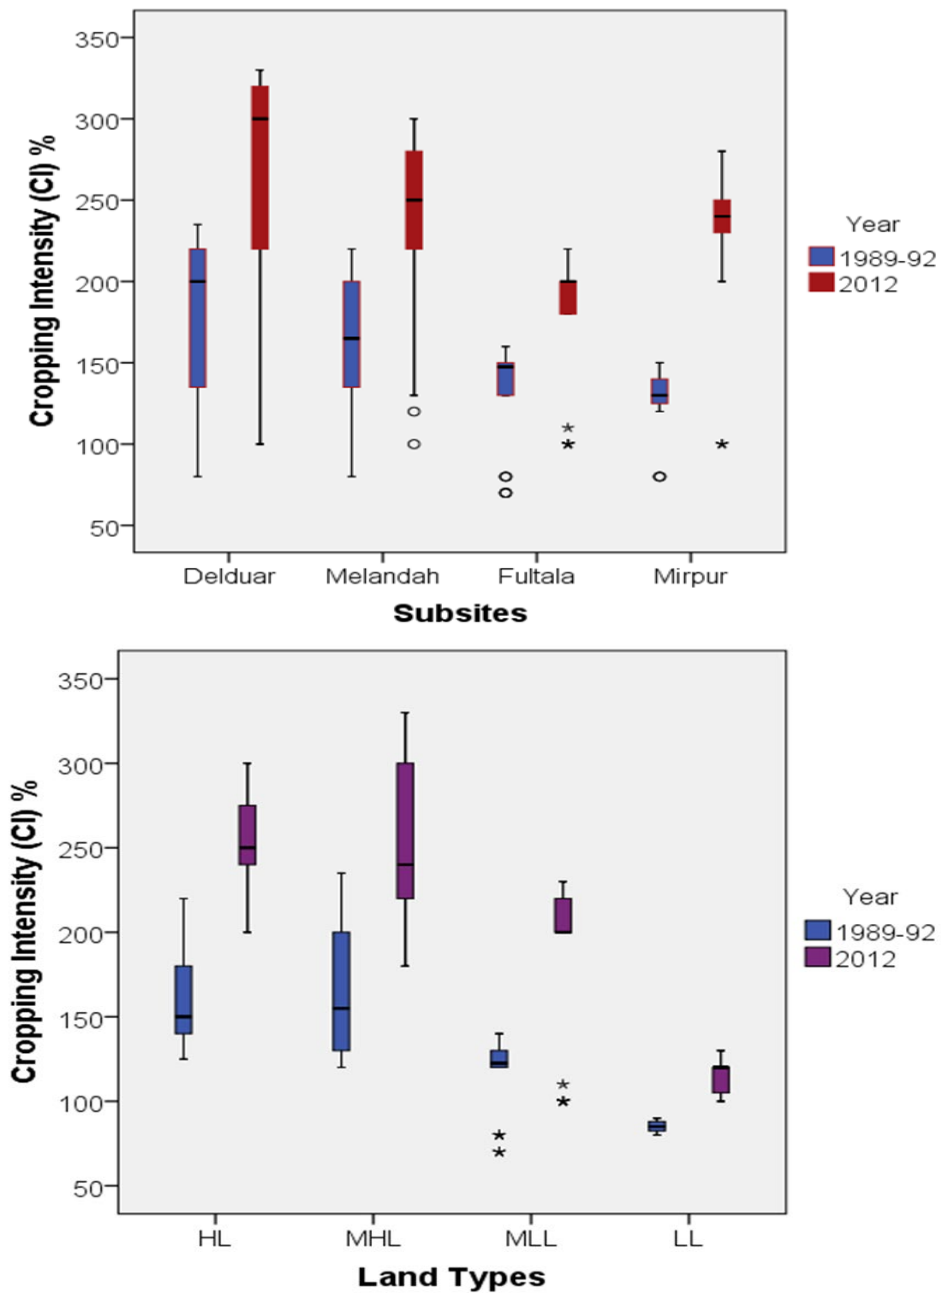 350
300
250
200
150
100
50
Cropping Intensity (CI) %
Delduar Melandah Fultala Mirpur
Subsites
Year
1989-92
2012
350
300
250
200
150
100
50
Cropping Intensity (CI) %
HL MHL MLL LL
Land Types
Year
1989-92
2012